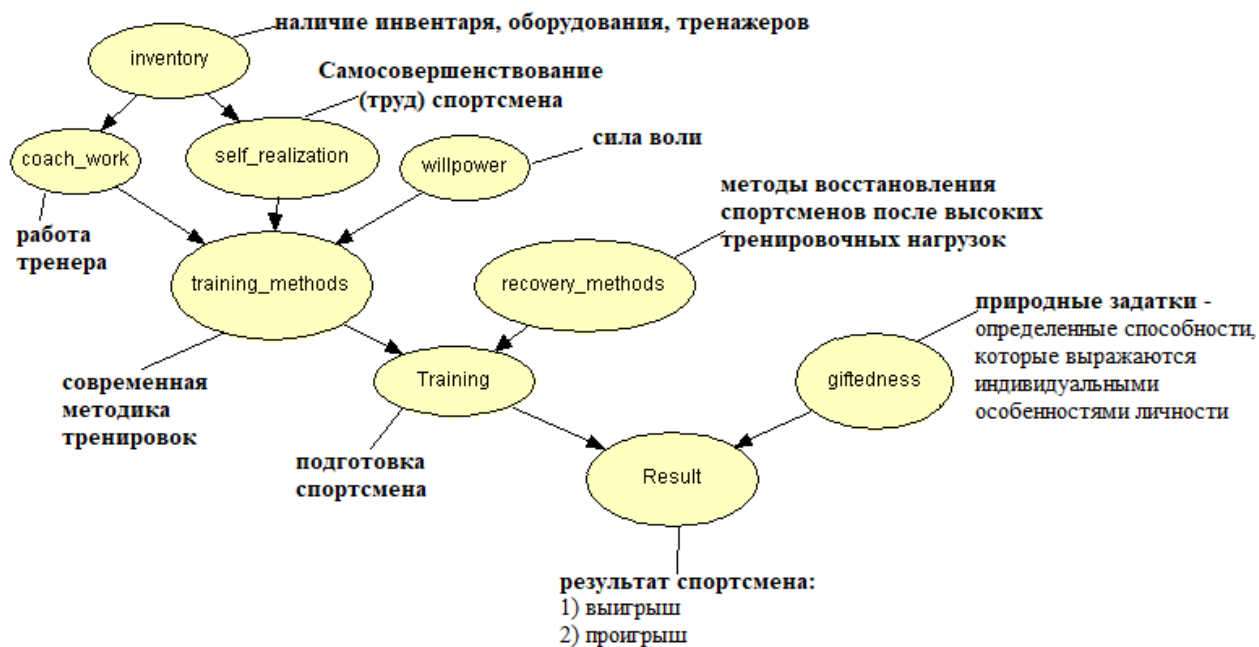 наличие инвентаря, оборудования, тренажеров
inventory
Самосовершенствование
(труд) спортсмена
coach_work
self_realization
willpower
сила воли
работа
тренера
методы восстановления
спортсменов после высоких
тренировочных нагрузок
training_methods
recovery_methods
природные задатки -
определенные способности,
которые выражаются
индивидуальными
особенностями личности
giftedness
Training
современная
методика
тренировок
подготовка
спортсмена
Result
результат спортсмена:
1) выигрыш
2) проигрыш